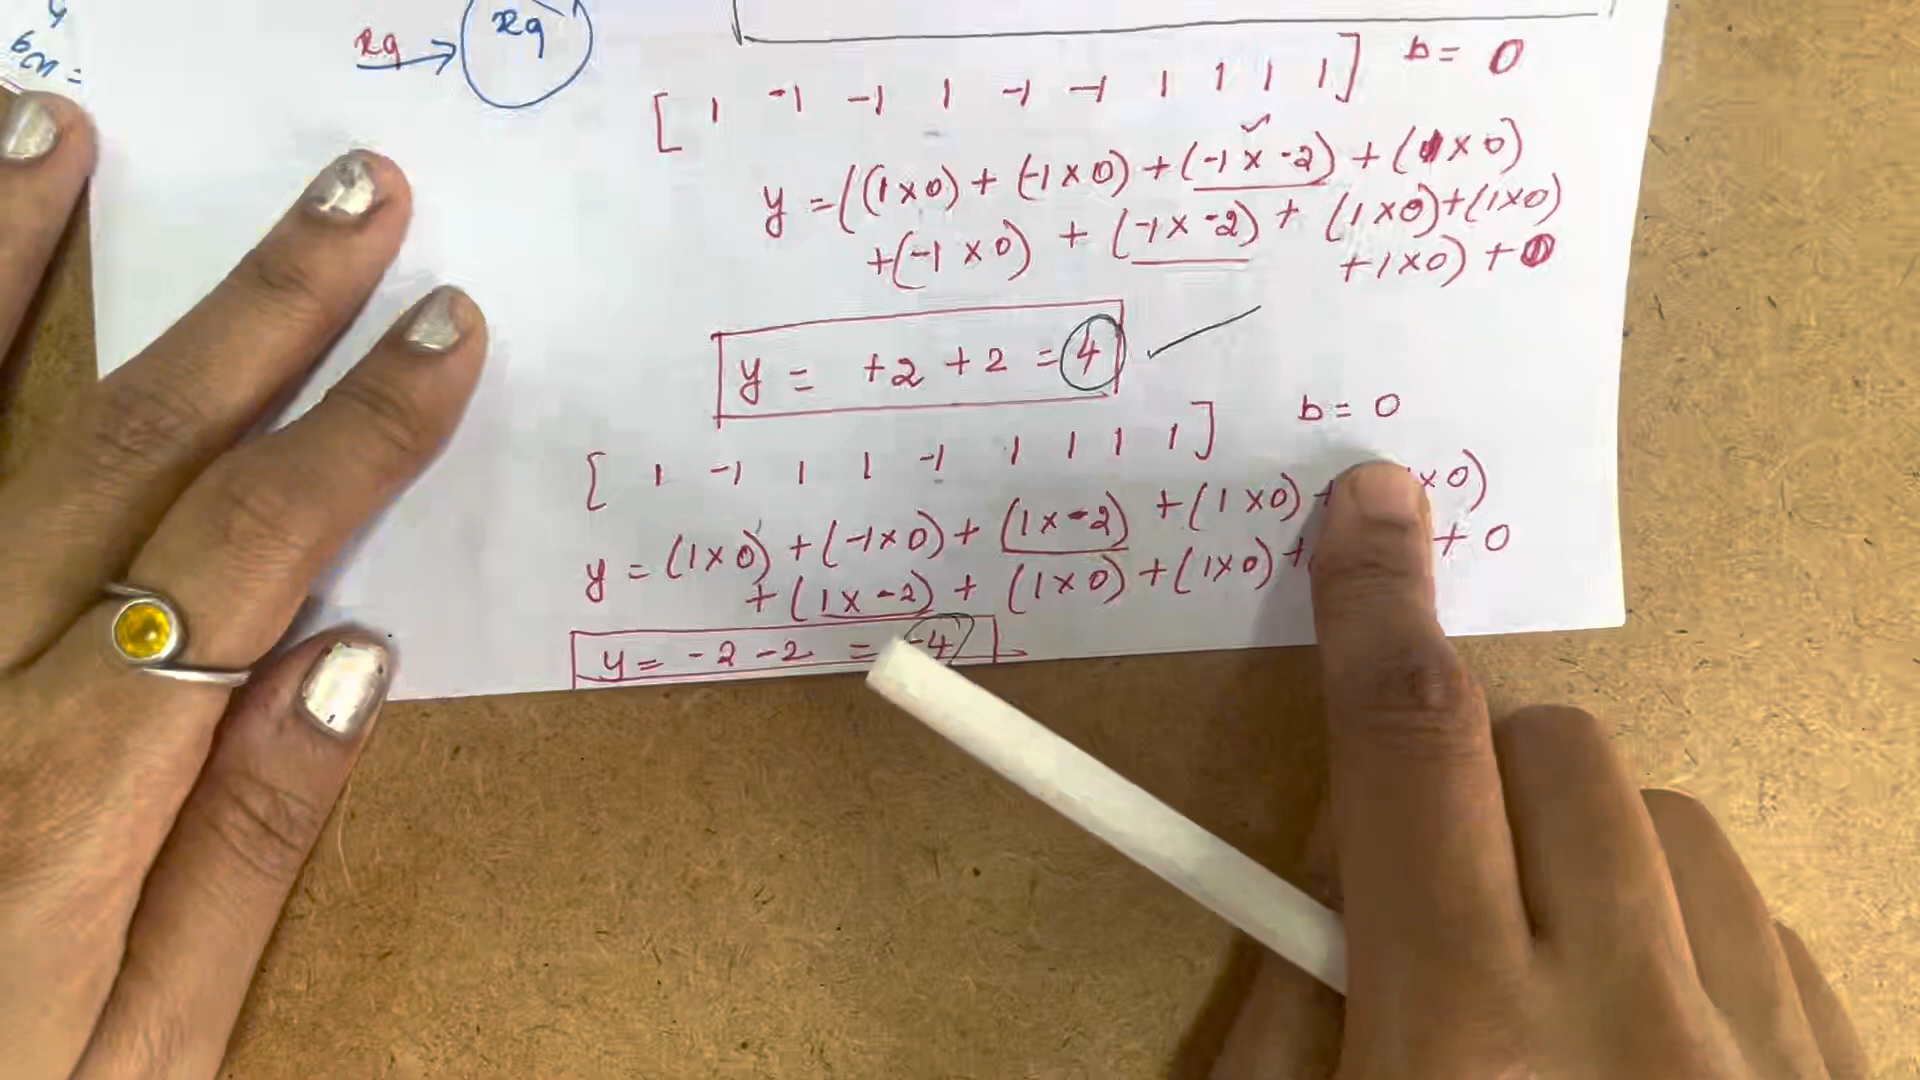 x9
x9
[ 1 -1 -1 1 -1 -1 1 1 1 1 ] b = 0
y = ((1×0) + (-1×0) + (-1×-2) + (1×0)
+(-1×0) + (-1×-2) + (1×0)+(1×0)
+1×0) + 0
y = +2 +2 = 4
b = 0
[ 1 -1 1 1 -1 1 1 1 1 ]
y = (1×0) + (-1×0) + (1×-2) + (1×0) + ×0)
+ (1×-2) + (1×0) + (1×0) + + 0
y = -2 -2 = -4